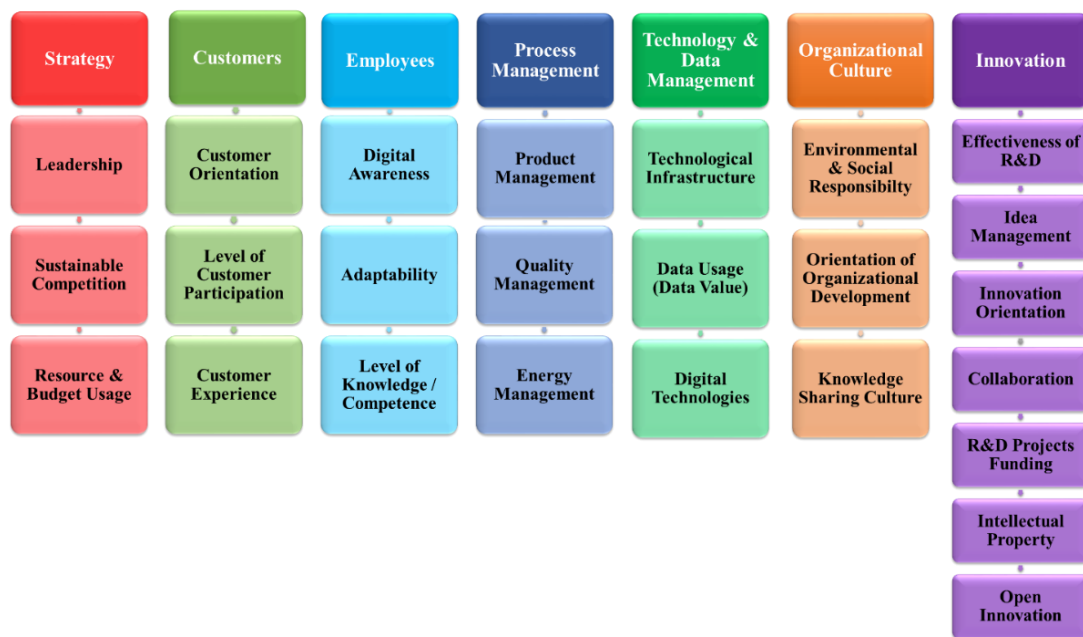 Strategy
Leadership
Sustainable
Competition
Resource &
Budget Usage
Customers
Customer
Orientation
Level of
Customer
Participation
Customer
Experience
Employees
Digital
Awareness
Adaptability
Level of
Knowledge /
Competence
Process
Management
Product
Management
Quality
Management
Energy
Management
Technology &
Data
Management
Technological
Infrastructure
Data Usage
(Data Value)
Digital
Technologies
Organizational
Culture
Environmental
& Social
Responsibilty
Orientation of
Organizational
Development
Knowledge
Sharing Culture
Innovation
Effectiveness of
R&D
Idea
Management
Innovation
Orientation
Collaboration
R&D Projects
Funding
Intellectual
Property
Open
Innovation